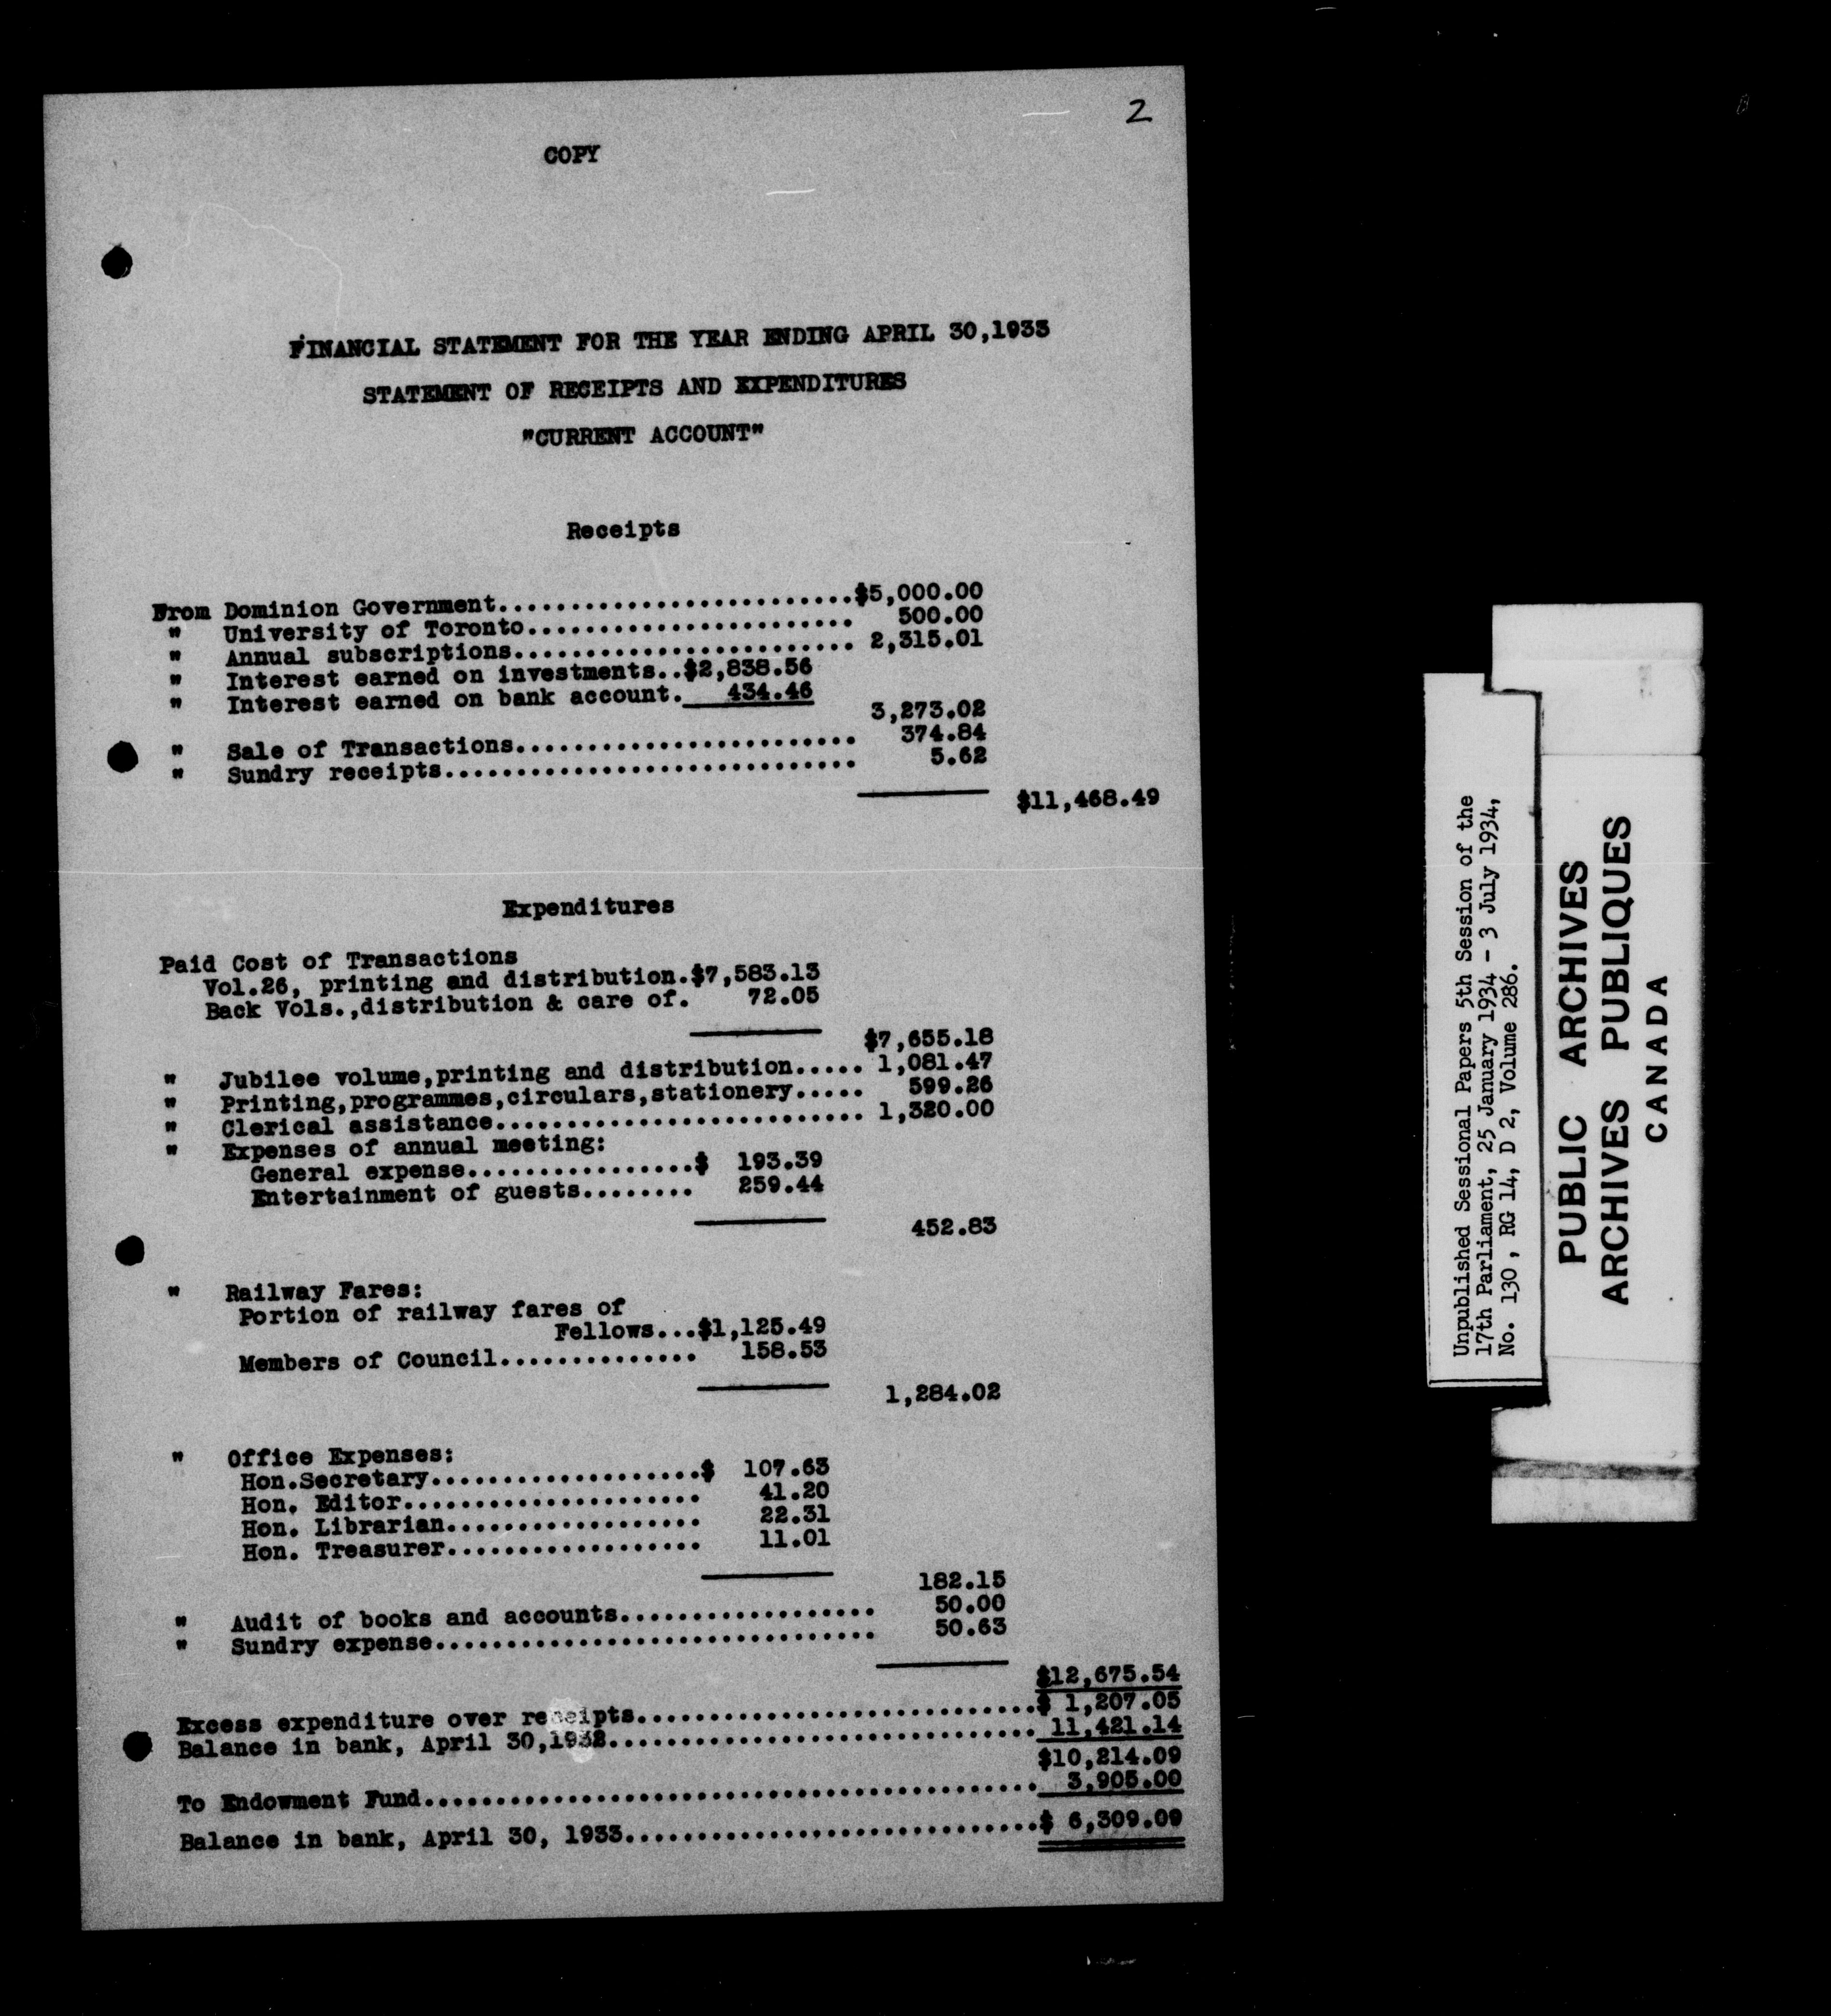 2
COPY
FINANCIAL STATEMENT FOR THE YEAR ENDING APRIL 30,1933
STATEMENT OF RECEIPTS AND EXPENDITURES
"CURRENT ACCOUNT"
Receipts
From Dominion Government.........................$5,000.00
" University of Toronto....................... 500.00
" Annual subscriptions........................ 2,315.01
" Interest earned on investments..$2,838.56
" Interest earned on bank account. 434.46
3,273.02
" Sale of Transactions........................ 374.84
" Sundry receipts............................. 5.62
$11,468.49
Expenditures
Paid Cost of Transactions
Vol.26, printing and distribution.$7,583.13
Back Vols.,distribution & care of. 72.05
$7,655.18
" Jubilee volume,printing and distribution..... 1,081.47
" Printing,programmes,circulars,stationery..... 599.26
" Clerical assistance.......................... 1,320.00
" Expenses of annual meeting:
General expense................$ 193.39
Entertainment of guests........ 259.44
452.83
" Railway Fares:
Portion of railway fares of
Fellows...$1,125.49
Members of Council.............. 158.53
1,284.02
" Office Expenses:
Hon.Secretary...................$ 107.63
Hon. Editor..................... 41.20
Hon. Librarian.................. 22.31
Hon. Treasurer.................. 11.01
182.15
" Audit of books and accounts.................. 50.00
" Sundry expense............................... 50.63
$12,675.54
Excess expenditure over receipts............................$ 1,207.05
Balance in bank, April 30,1932.............................. 11,421.14
$10,214.09
To Endowment Fund........................................... 3,905.00
Balance in bank, April 30, 1933.............................$ 6,309.09
Unpublished Sessional Papers 5th Session of the
17th Parliament, 25 January 1934 - 3 July 1934,
No. 130 , RG 14, D 2, Volume 286.
PUBLIC ARCHIVES
ARCHIVES PUBLIQUES
CANADA